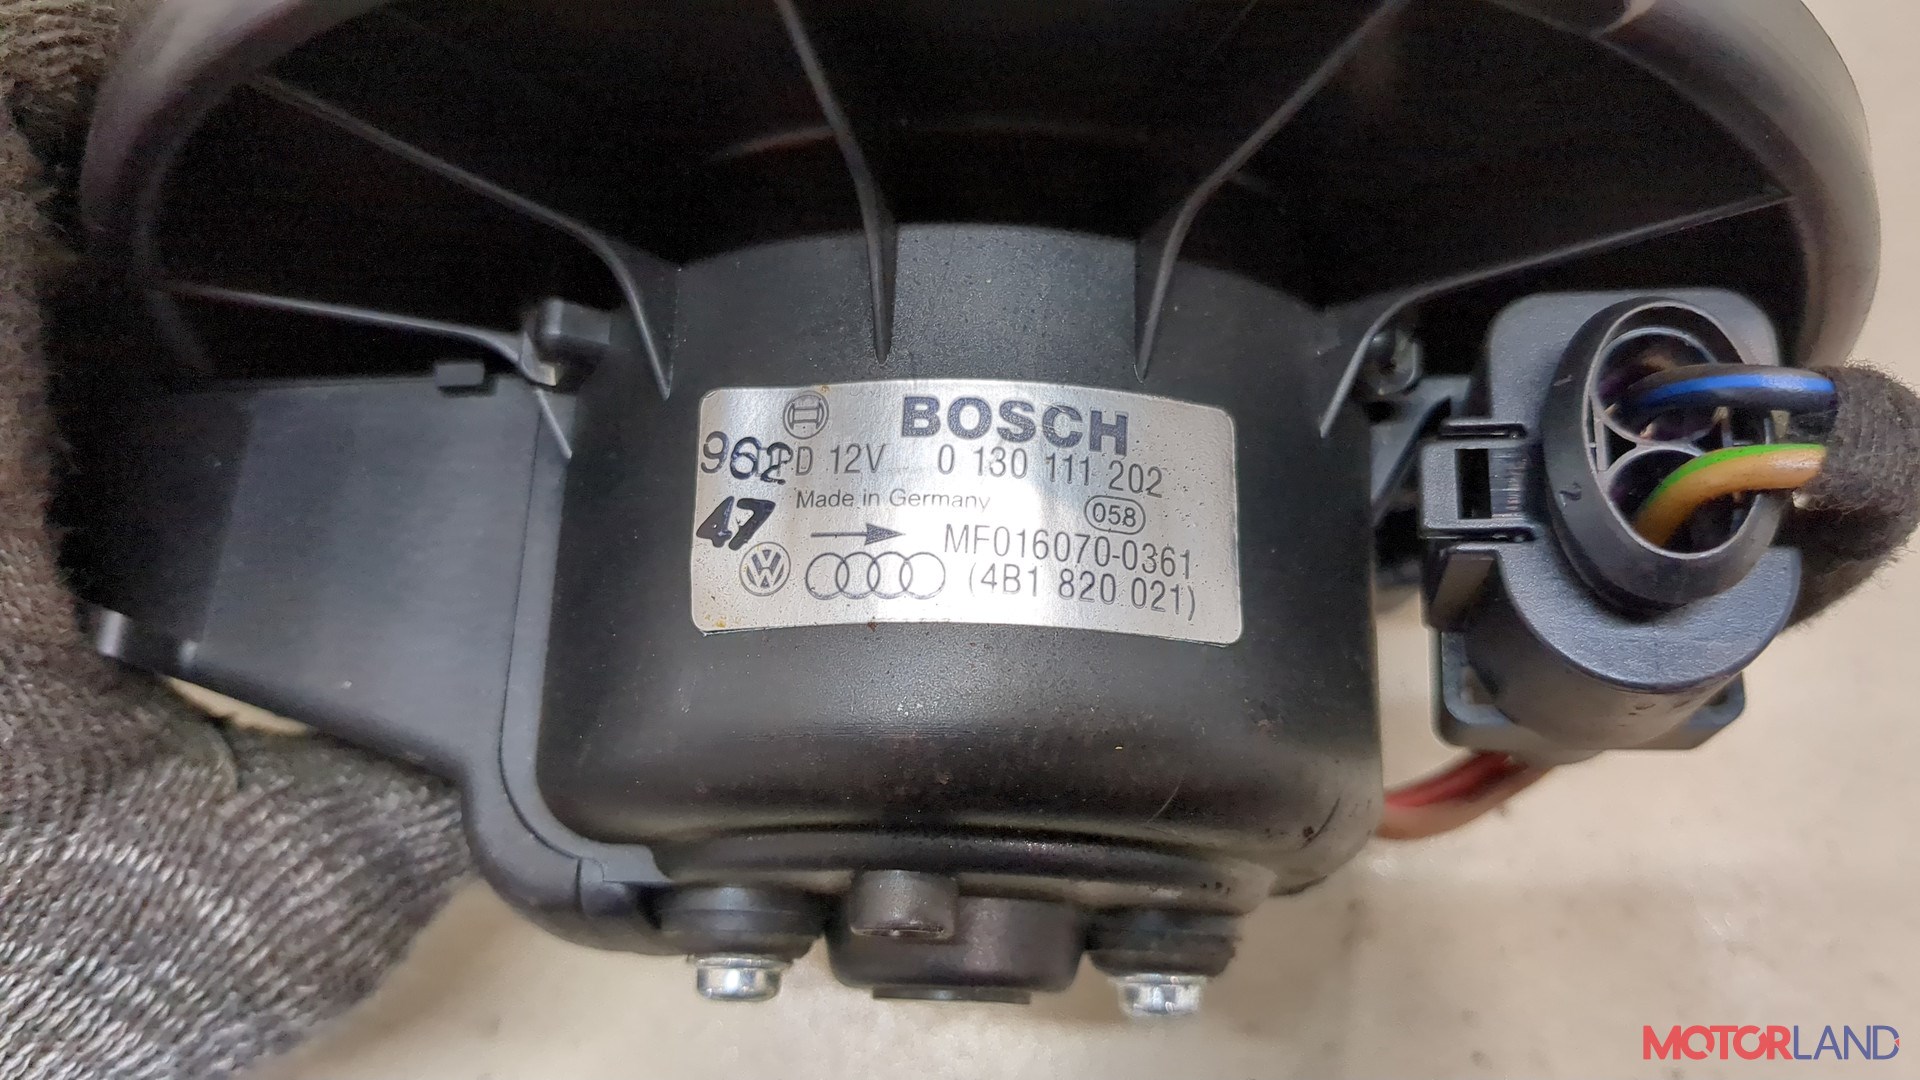 BOSCH
962 PD 12V 0 130 111 202
Made in Germany
47 058
MF016070-0361
(4B1 820 021)
MOTORLAND